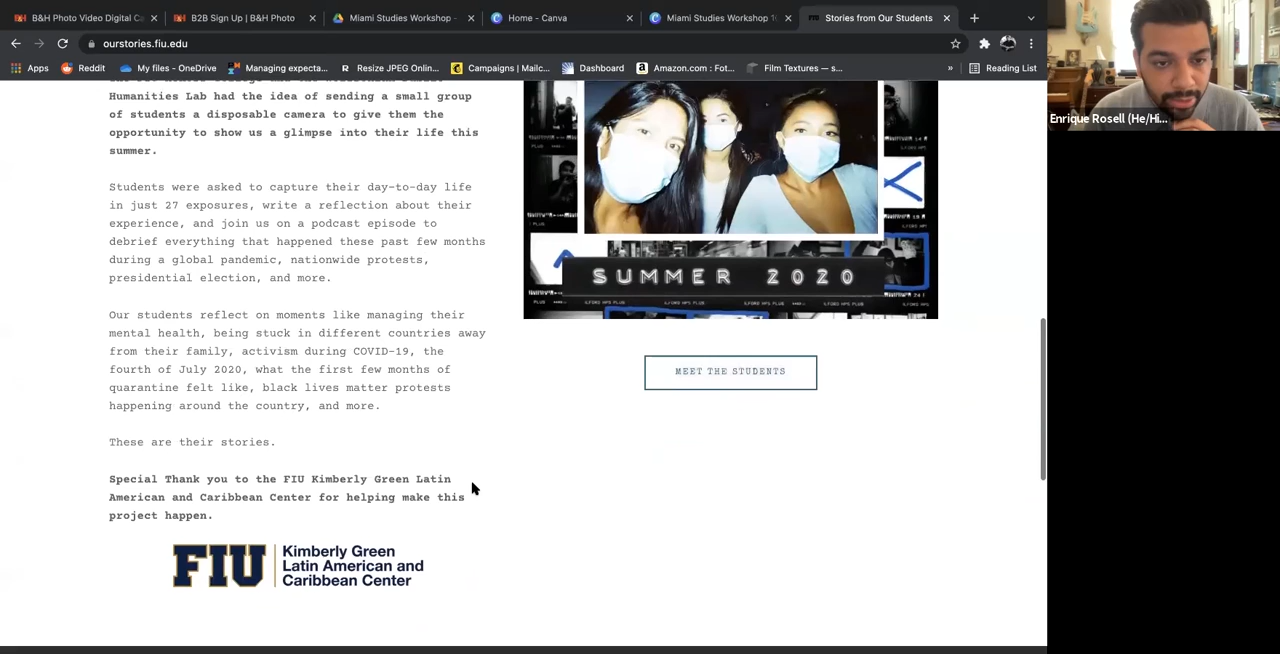 B&H Photo Video Digital Ca
B2B Sign Up | B&H Photo
Miami Studies Workshop -
Home - Canva
Miami Studies Workshop 1
Stories from Our Students
ourstories.fiu.edu
Apps
Reddit
My files - OneDrive
Managing expecta...
Resize JPEG Onlin...
Campaigns | Mailc...
Dashboard
Amazon.com : Fot...
Film Textures — s...
»
Reading List
Enrique Rosell (He/Hi...
Humanities Lab had the idea of sending a small group
of students a disposable camera to give them the
opportunity to show us a glimpse into their life this
summer.
Students were asked to capture their day-to-day life
in just 27 exposures, write a reflection about their
experience, and join us on a podcast episode to
debrief everything that happened these past few months
during a global pandemic, nationwide protests,
presidential election, and more.
Our students reflect on moments like managing their
mental health, being stuck in different countries away
from their family, activism during COVID-19, the
fourth of July 2020, what the first few months of
quarantine felt like, black lives matter protests
happening around the country, and more.
These are their stories.
Special Thank you to the FIU Kimberly Green Latin
American and Caribbean Center for helping make this
project happen.
FIU
Kimberly Green
Latin American and
Caribbean Center
SUMMER 2020
MEET THE STUDENTS